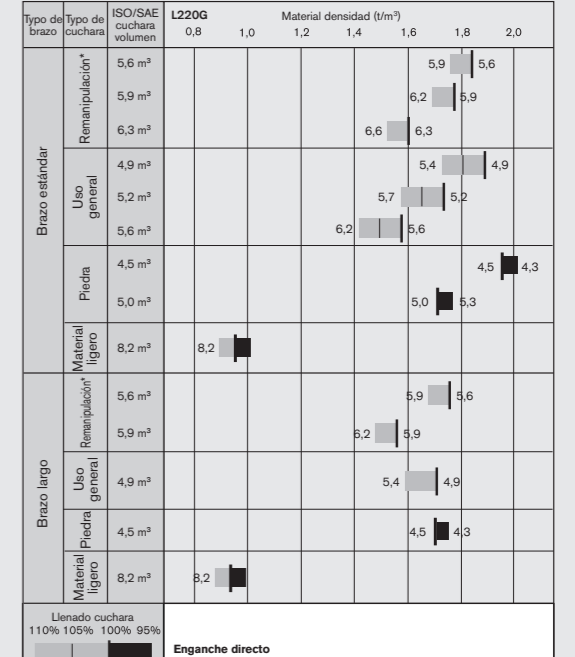 Typo de brazo
Typo de cuchara
ISO/SAE cuchara volumen
L220G
Material densidad (t/m³)
0,8 1,0 1,2 1,4 1,6 1,8 2,0
Brazo estándar
Remanipulación*
5,6 m³ 5,9 5,6
5,9 m³ 6,2 5,9
6,3 m³ 6,6 6,3
Uso general
4,9 m³ 5,4 4,9
5,2 m³ 5,7 5,2
5,6 m³ 6,2 5,6
Piedra
4,5 m³ 4,5 4,3
5,0 m³ 5,0 5,3
Material ligero
8,2 m³ 8,2
Brazo largo
Remanipulación*
5,6 m³ 5,9 5,6
5,9 m³ 6,2 5,9
Uso general
4,9 m³ 5,4 4,9
Piedra
4,5 m³ 4,5 4,3
Material ligero
8,2 m³ 8,2
Llenado cuchara
110% 105% 100% 95%
Enganche directo